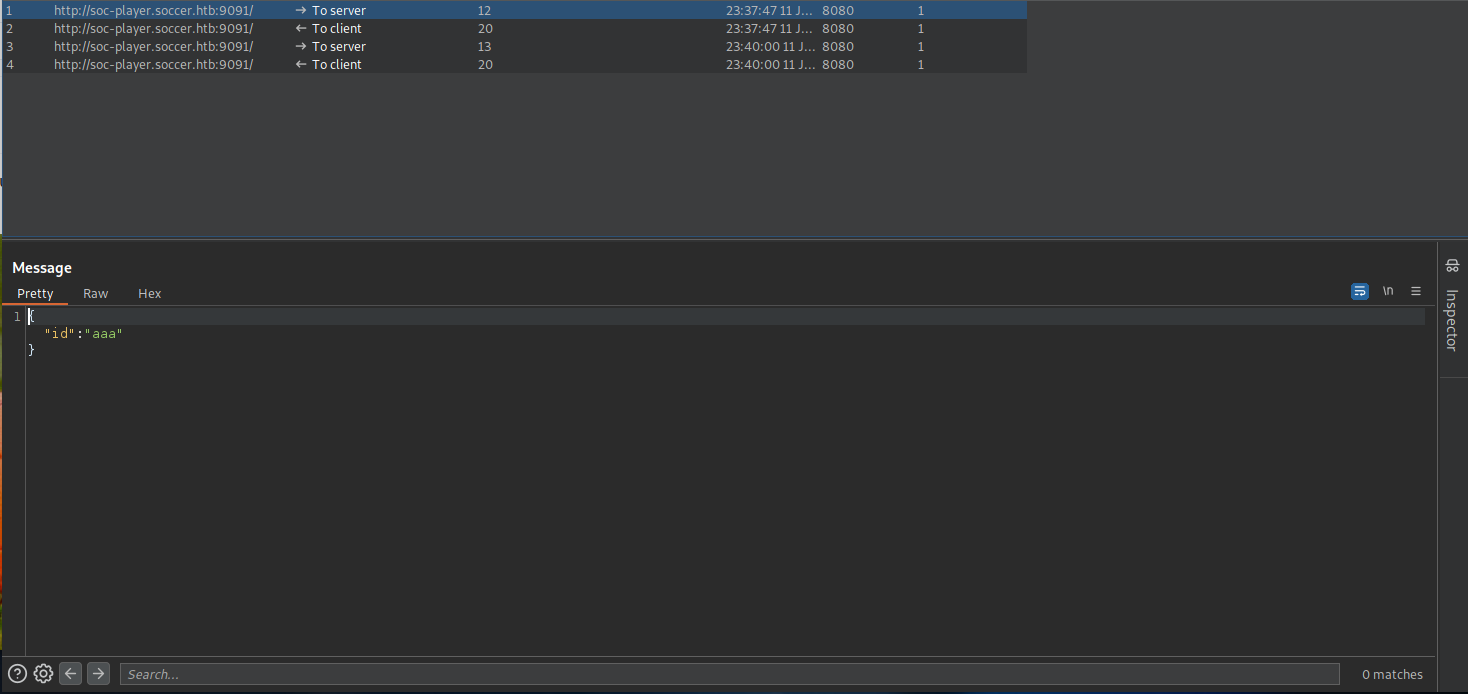 1 http://soc-player.soccer.htb:9091/ → To server 12 23:37:47 11 J... 8080 1
2 http://soc-player.soccer.htb:9091/ ← To client 20 23:37:47 11 J... 8080 1
3 http://soc-player.soccer.htb:9091/ → To server 13 23:40:00 11 J... 8080 1
4 http://soc-player.soccer.htb:9091/ ← To client 20 23:40:00 11 J... 8080 1
Message
Pretty Raw Hex
\n
Inspector
1 {
"id":"aaa"
}
Search...
0 matches